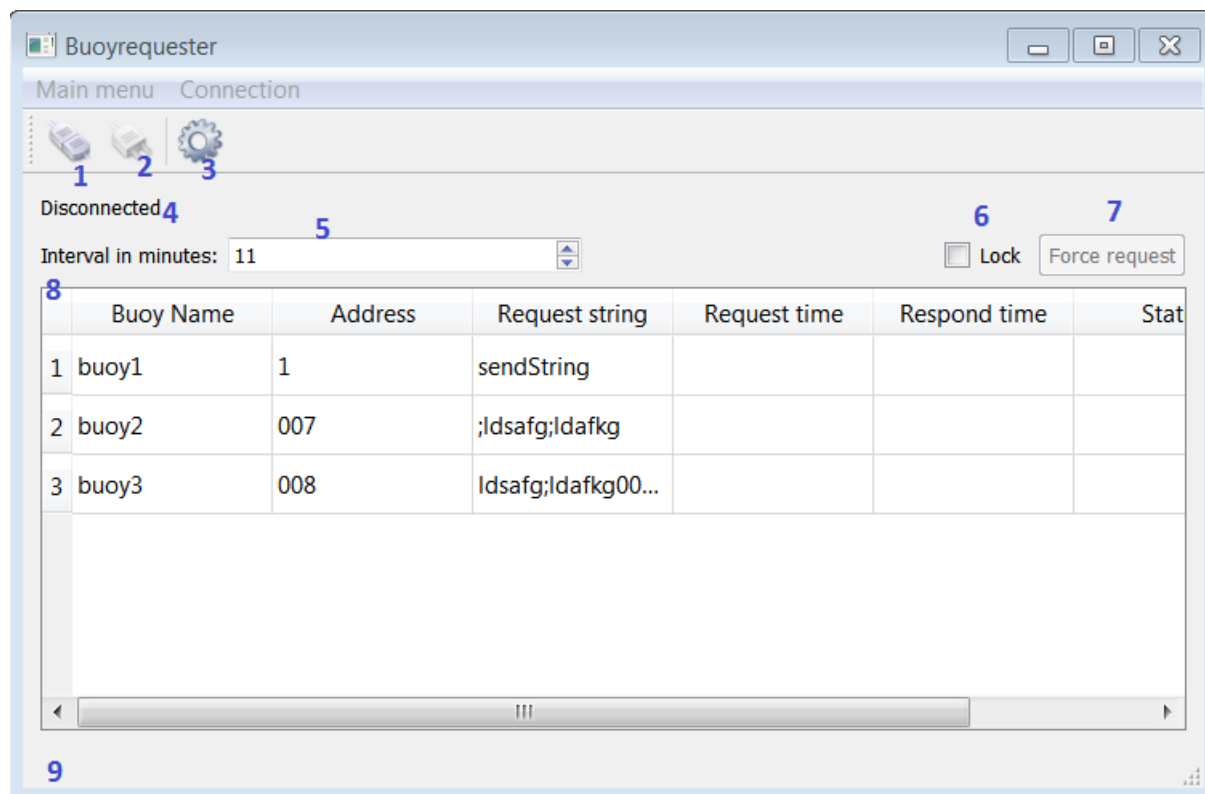 Buoyrequester
Main menu Connection
1 2 3
Disconnected 4
5 6 7
Interval in minutes: 11 Lock Force request
8 Buoy Name Address Request string Request time Respond time Stat
1 buoy1 1 sendString
2 buoy2 007 ;ldsafg;ldafkg
3 buoy3 008 ldsafg;ldafkg00...
9